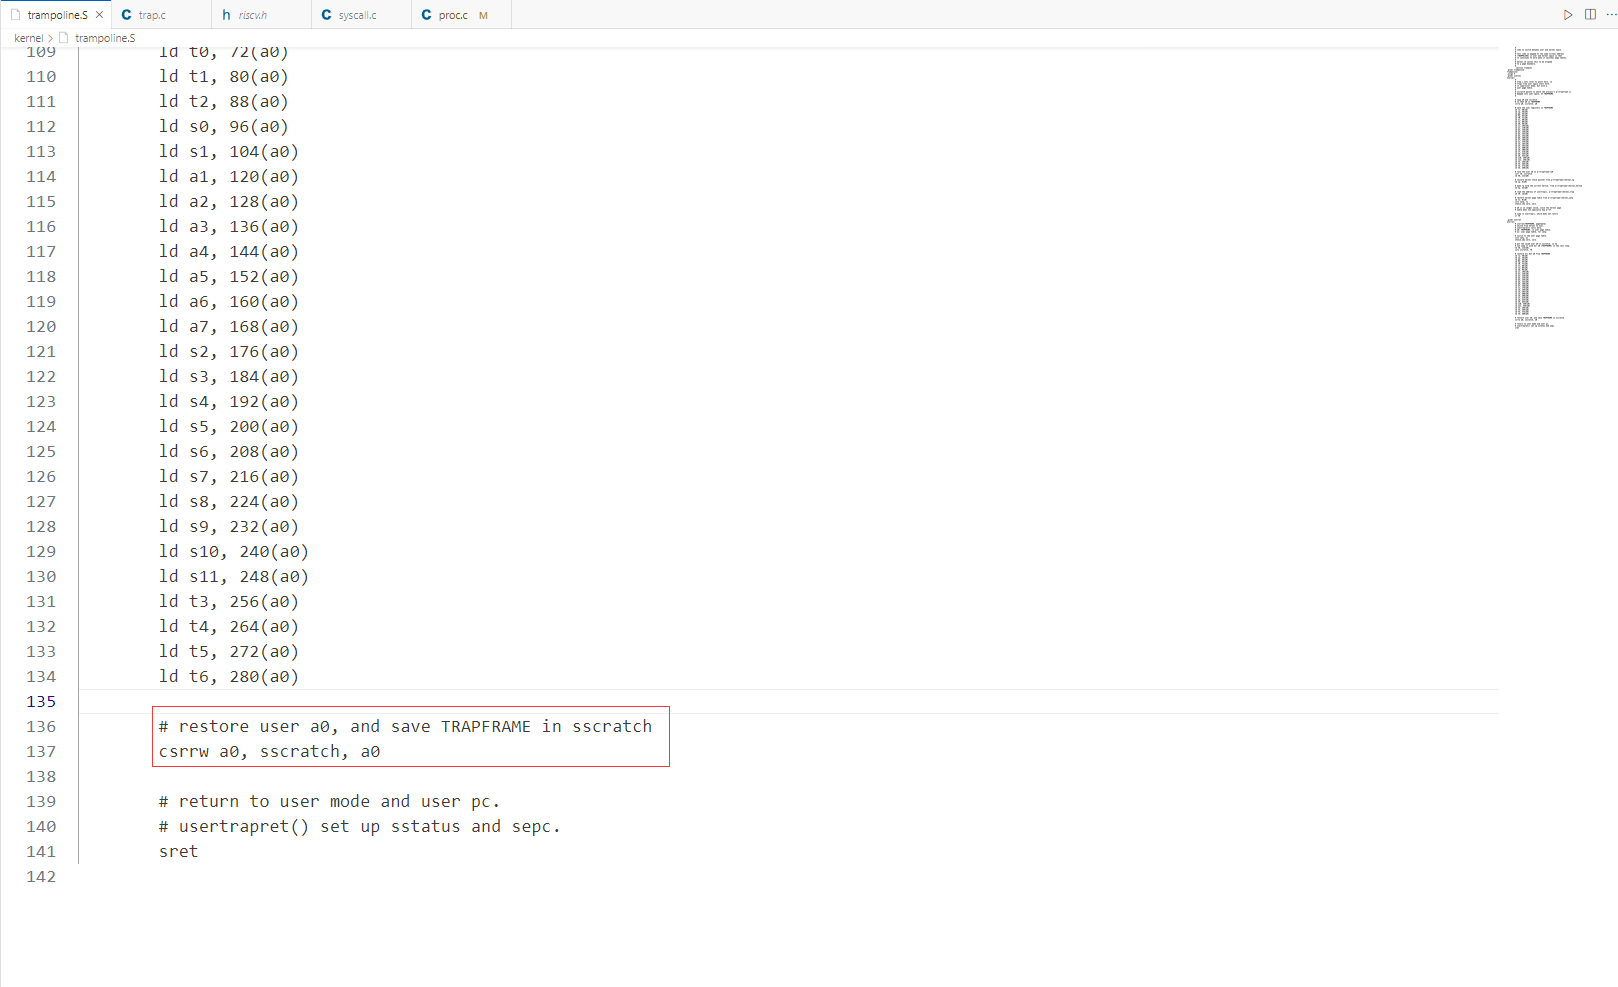 trampoline.S × C trap.c h riscv.h C syscall.c C proc.c M
kernel > trampoline.S
109 ld t0, 72(a0)
110 ld t1, 80(a0)
111 ld t2, 88(a0)
112 ld s0, 96(a0)
113 ld s1, 104(a0)
114 ld a1, 120(a0)
115 ld a2, 128(a0)
116 ld a3, 136(a0)
117 ld a4, 144(a0)
118 ld a5, 152(a0)
119 ld a6, 160(a0)
120 ld a7, 168(a0)
121 ld s2, 176(a0)
122 ld s3, 184(a0)
123 ld s4, 192(a0)
124 ld s5, 200(a0)
125 ld s6, 208(a0)
126 ld s7, 216(a0)
127 ld s8, 224(a0)
128 ld s9, 232(a0)
129 ld s10, 240(a0)
130 ld s11, 248(a0)
131 ld t3, 256(a0)
132 ld t4, 264(a0)
133 ld t5, 272(a0)
134 ld t6, 280(a0)
135
136 # restore user a0, and save TRAPFRAME in sscratch
137 csrrw a0, sscratch, a0
138
139 # return to user mode and user pc.
140 # usertrapret() set up sstatus and sepc.
141 sret
142